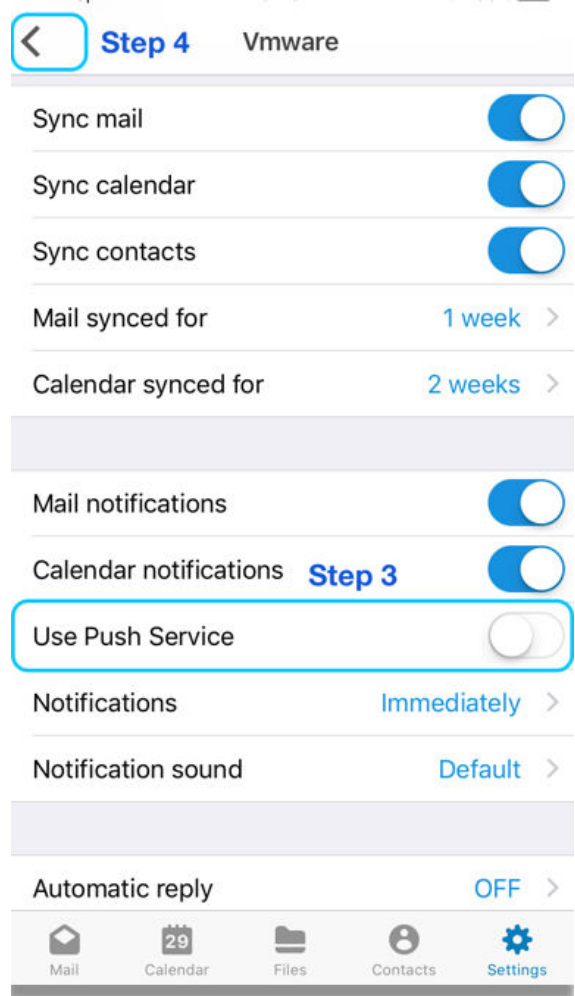 Step 4 Vmware
Sync mail
Sync calendar
Sync contacts
Mail synced for 1 week
Calendar synced for 2 weeks
Mail notifications
Calendar notifications Step 3
Use Push Service
Notifications Immediately
Notification sound Default
Automatic reply OFF
29
Mail Calendar Files Contacts Settings